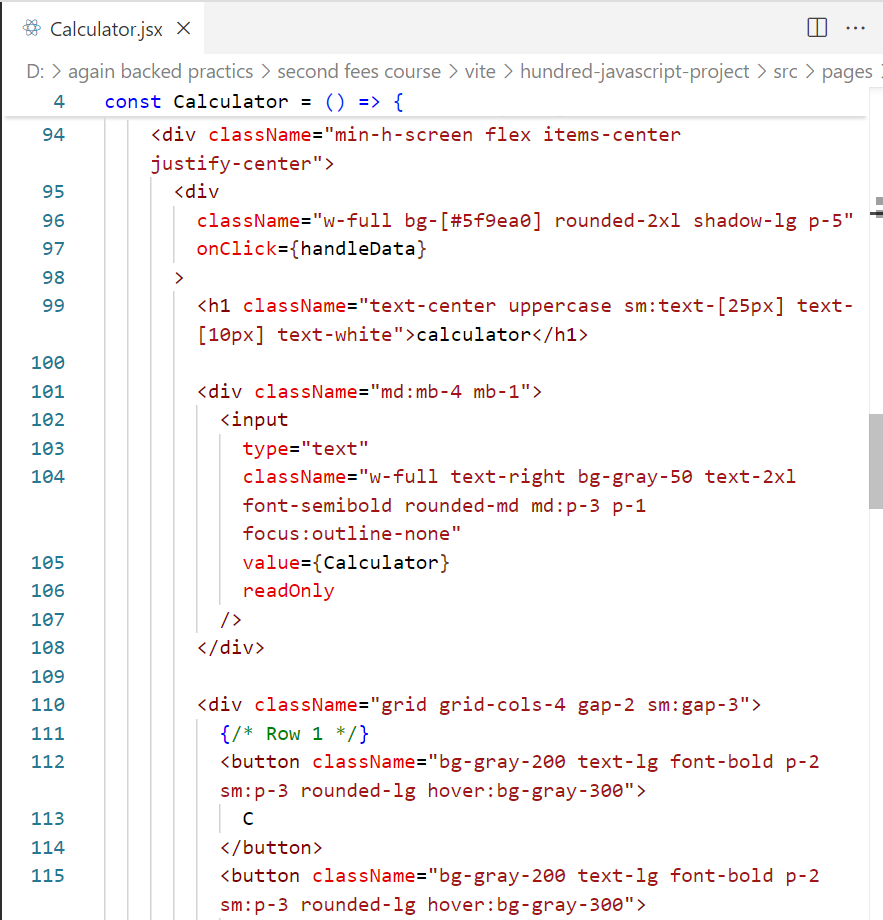 Calculator.jsx
D: > again backed practics > second fees course > vite > hundred-javascript-project > src > pages
4 const Calculator = () => {
94 <div className="min-h-screen flex items-center
justify-center">
95 <div
96 className="w-full bg-[#5f9ea0] rounded-2xl shadow-lg p-5"
97 onClick={handleData}
98 >
99 <h1 className="text-center uppercase sm:text-[25px] text-
[10px] text-white">calculator</h1>
100
101 <div className="md:mb-4 mb-1">
102 <input
103 type="text"
104 className="w-full text-right bg-gray-50 text-2xl
font-semibold rounded-md md:p-3 p-1
focus:outline-none"
105 value={Calculator}
106 readOnly
107 />
108 </div>
109
110 <div className="grid grid-cols-4 gap-2 sm:gap-3">
111 {/* Row 1 */}
112 <button className="bg-gray-200 text-lg font-bold p-2
sm:p-3 rounded-lg hover:bg-gray-300">
113 C
114 </button>
115 <button className="bg-gray-200 text-lg font-bold p-2
sm:p-3 rounded-lg hover:bg-gray-300">